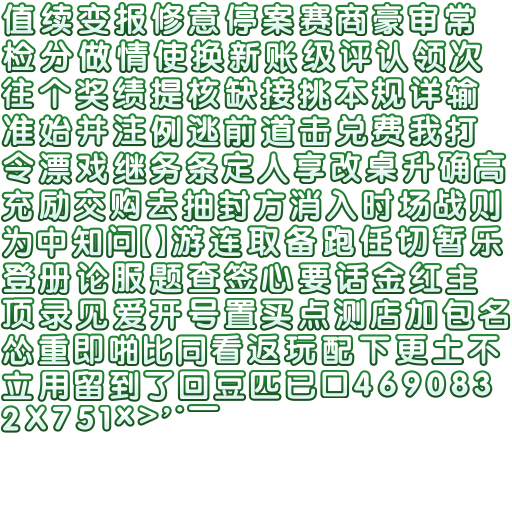 值续变报修意停案赛商豪审常
检分做情使换新账级评认领次
往个奖绩提核缺接挑本规详输
准始并注例逃前道击兑费我打
令漂戏继务条定人享改桌升确高
充励交购去抽封方消入时场战则
为中知问【】游连取备跑任切暂乐
登册论服题查签心要话金红主
顶录见爱开号置买点测店加包名
怂重即啪比同看返玩配下更土不
立用留到了回豆匹已口469083
2X751×>,·一